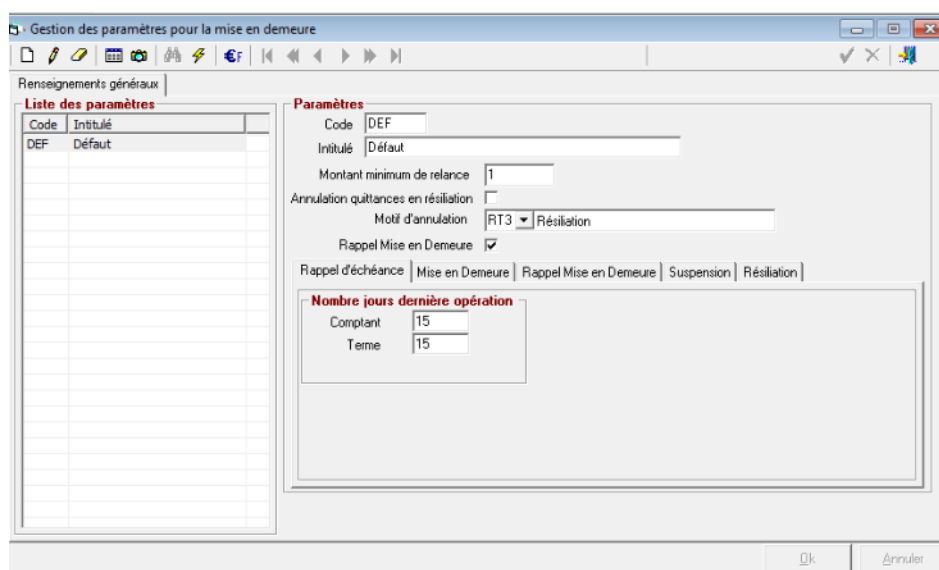 Gestion des paramètres pour la mise en demeure
€F
Renseignements généraux
Liste des paramètres
Code Intitulé
DEF Défaut
Paramètres
Code DEF
Intitulé Défaut
Montant minimum de relance 1
Annulation quittances en résiliation
Motif d'annulation RT3 Résiliation
Rappel Mise en Demeure
Rappel d'échéance Mise en Demeure Rappel Mise en Demeure Suspension Résiliation
Nombre jours dernière opération
Comptant 15
Terme 15
Ok Annuler